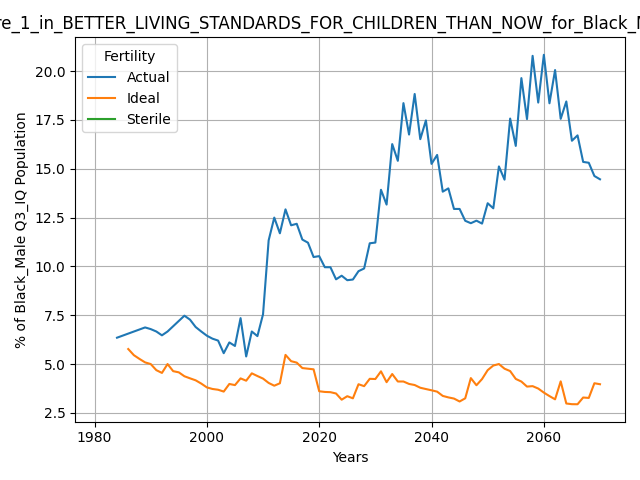 re_1_in_BETTER_LIVING_STANDARDS_FOR_CHILDREN_THAN_NOW_for_Black_M
Fertility
Actual
Ideal
Sterile
% of Black_Male Q3_IQ Population
20.0
17.5
15.0
12.5
10.0
7.5
5.0
2.5
1980
2000
2020
2040
2060
Years